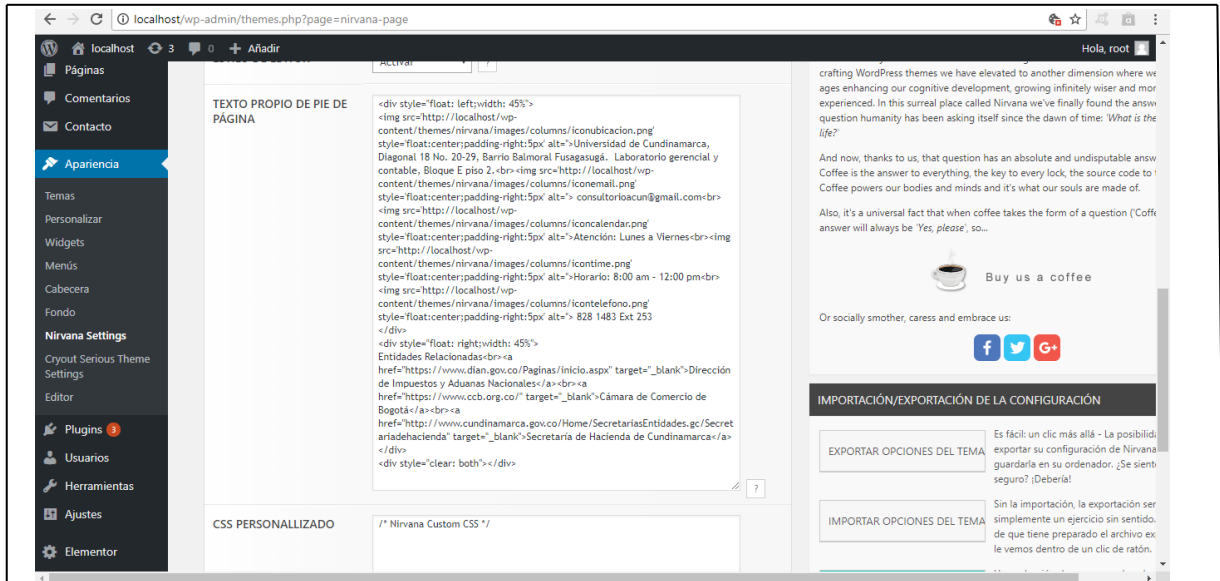 localhost/wp-admin/themes.php?page=nirvana-page
localhost 3 0 Añadir
Hola, root
Páginas
Comentarios
Contacto
Apariencia
Temas
Personalizar
Widgets
Menús
Cabecera
Fondo
Nirvana Settings
Cryout Serious Theme
Settings
Editor
Plugins 3
Usuarios
Herramientas
Ajustes
Elementor
Activar
?
TEXTO PROPIO DE PIE DE
PÁGINA
<div style="float: left;width: 45%">
<img src='http://localhost/wp-
content/themes/nirvana/images/columns/iconubicacion.png'
style='float:center;padding-right:5px' alt=''>Universidad de Cundinamarca,
Diagonal 18 No. 20-29, Barrio Balmoral Fusagasugá.  Laboratorio gerencial y
contable, Bloque E piso 2.<br><img src='http://localhost/wp-
content/themes/nirvana/images/columns/iconemail.png'
style='float:center;padding-right:5px' alt=''> consultorioacun@gmail.com<br>
<img src='http://localhost/wp-
content/themes/nirvana/images/columns/iconcalendar.png'
style='float:center;padding-right:5px' alt=''>Atención: Lunes a Viernes<br><img
src='http://localhost/wp-
content/themes/nirvana/images/columns/icontime.png'
style='float:center;padding-right:5px' alt=''>Horario: 8:00 am - 12:00 pm<br>
<img src='http://localhost/wp-
content/themes/nirvana/images/columns/icontelefono.png'
style='float:center;padding-right:5px' alt=''> 828 1483 Ext 253
</div>
<div style="float: right;width: 45%">
Entidades Relacionadas<br><a
href="https://www.dian.gov.co/Paginas/inicio.aspx" target="_blank">Dirección
de Impuestos y Aduanas Nacionales</a><br><a
href="https://www.ccb.org.co/" target="_blank">Cámara de Comercio de
Bogotá</a><br><a
href="http://www.cundinamarca.gov.co/Home/SecretariasEntidades.gc/Secret
ariadehacienda" target="_blank">Secretaría de Hacienda de Cundinamarca</a>
</div>
<div style="clear: both"></div>
?
CSS PERSONALLIZADO
/* Nirvana Custom CSS */
crafting WordPress themes we have elevated to another dimension where we
ages enhancing our cognitive development, growing infinitely wiser and mor
experienced. In this surreal place called Nirvana we've finally found the answe
question humanity has been asking itself since the dawn of time: 'What is the
life?'
And now, thanks to us, that question has an absolute and undisputable answ
Coffee is the answer to everything, the key to every lock, the source code to
Coffee powers our bodies and minds and it's what our souls are made of.
Also, it's a universal fact that when coffee takes the form of a question ('Coffe
answer will always be 'Yes, please', so...
Buy us a coffee
Or socially smother, caress and embrace us:
f G+
IMPORTACIÓN/EXPORTACIÓN DE LA CONFIGURACIÓN
EXPORTAR OPCIONES DEL TEMA
Es fácil: un clic más allá - La posibilida
exportar su configuración de Nirvana
guardarla en su ordenador. ¿Se sient
seguro? ¡Debería!
IMPORTAR OPCIONES DEL TEMA
Sin la importación, la exportación ser
simplemente un ejercicio sin sentido.
de que tiene preparado el archivo ex
le vemos dentro de un clic de ratón.